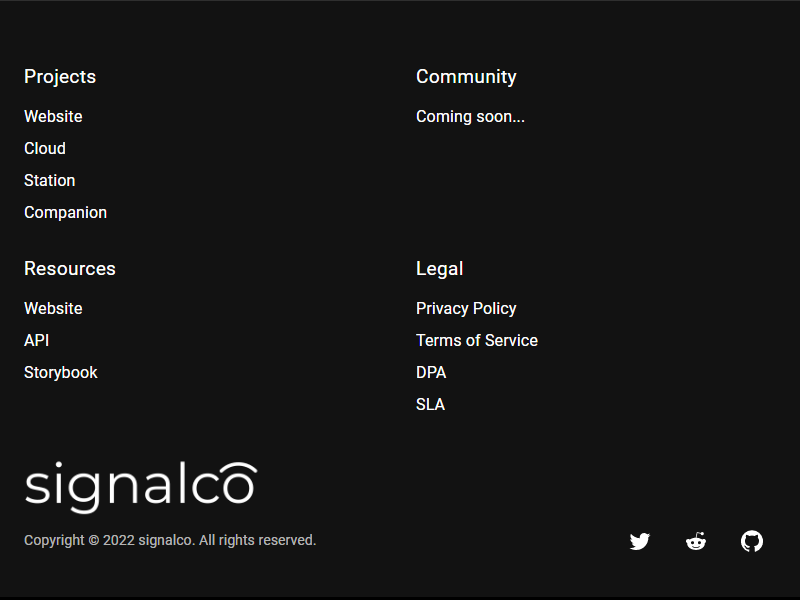 Projects
Website
Cloud
Station
Companion
Community
Coming soon...
Resources
Website
API
Storybook
Legal
Privacy Policy
Terms of Service
DPA
SLA
signalco
Copyright © 2022 signalco. All rights reserved.